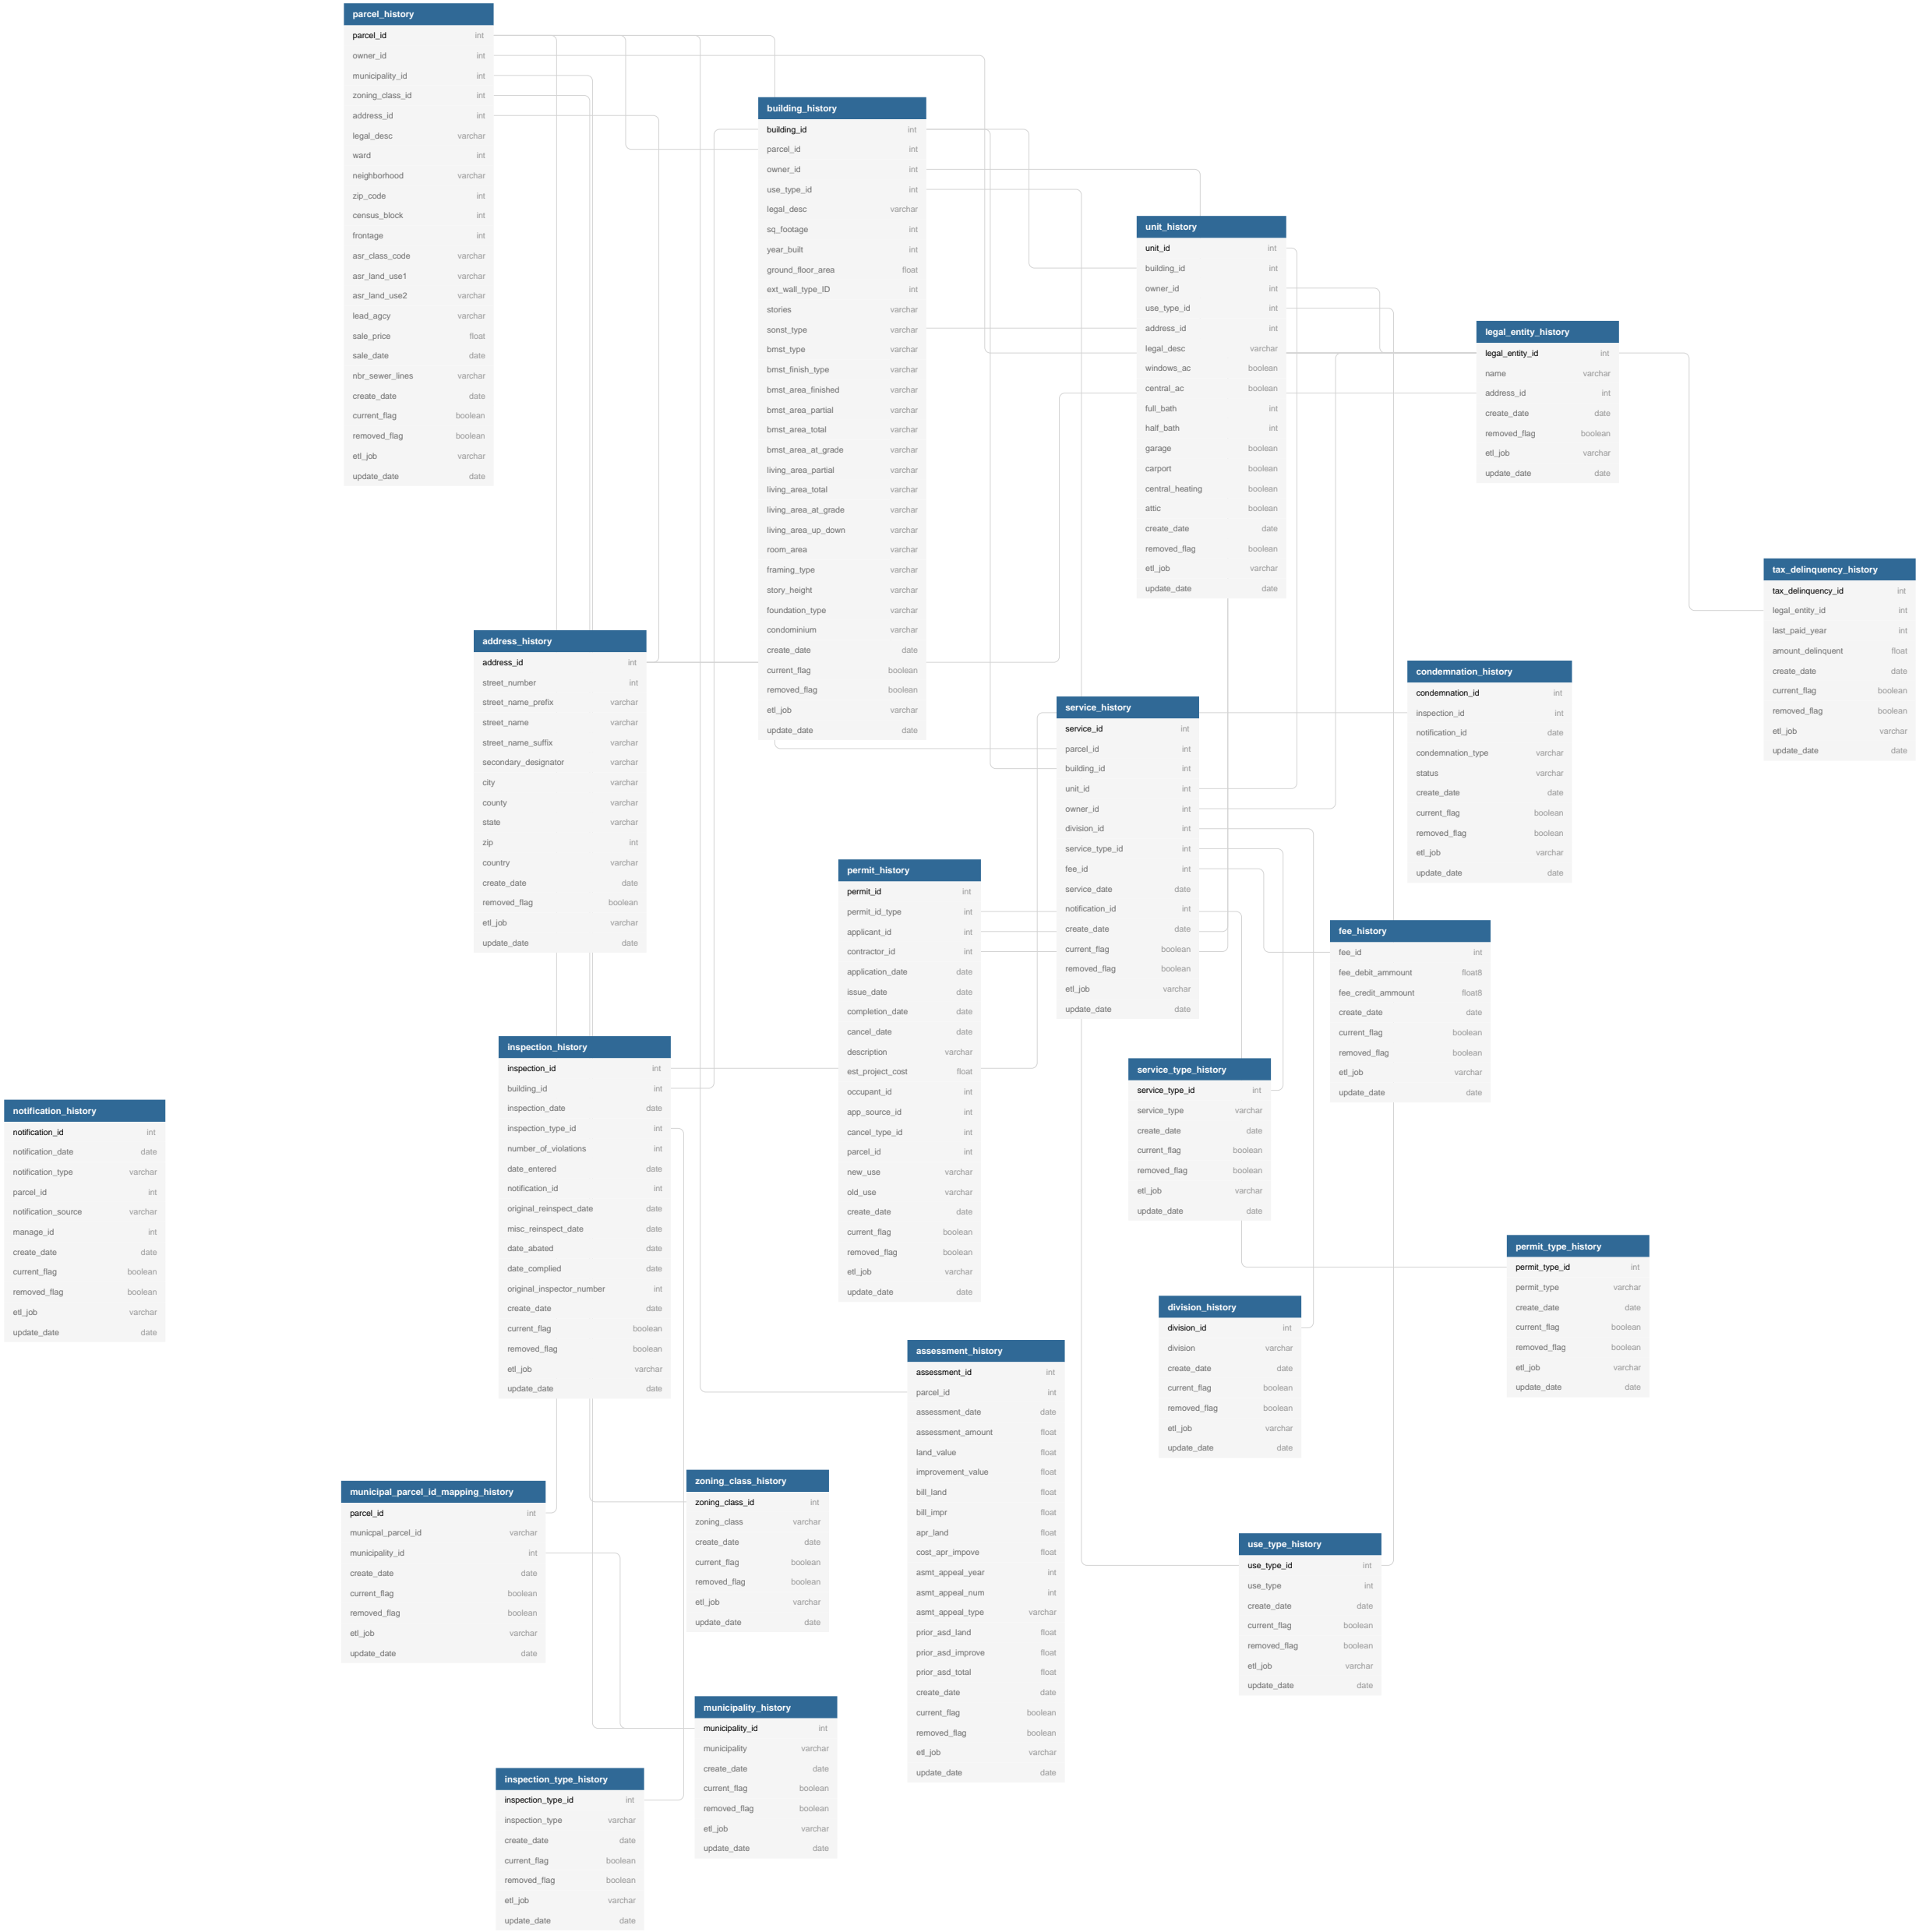 parcel_history
parcel_id int
owner_id int
municipality_id int
zoning_class_id int
address_id int
legal_desc varchar
ward int
neighborhood varchar
zip_code int
census_block int
frontage int
asr_class_code varchar
asr_land_use1 varchar
asr_land_use2 varchar
lead_agcy varchar
sale_price float
sale_date date
nbr_sewer_lines varchar
create_date date
current_flag boolean
removed_flag boolean
etl_job varchar
update_date date
building_history
building_id int
parcel_id int
owner_id int
use_type_id int
legal_desc varchar
sq_footage int
year_built int
ground_floor_area float
ext_wall_type_ID int
stories varchar
sonst_type varchar
bmst_type varchar
bmst_finish_type varchar
bmst_area_finished varchar
bmst_area_partial varchar
bmst_area_total varchar
bmst_area_at_grade varchar
living_area_partial varchar
living_area_total varchar
living_area_at_grade varchar
living_area_up_down varchar
room_area varchar
framing_type varchar
story_height varchar
foundation_type varchar
condominium varchar
create_date date
current_flag boolean
removed_flag boolean
etl_job varchar
update_date date
unit_history
unit_id int
building_id int
owner_id int
use_type_id int
address_id int
legal_desc varchar
windows_ac boolean
central_ac boolean
full_bath int
half_bath int
garage boolean
carport boolean
central_heating boolean
attic boolean
create_date date
removed_flag boolean
etl_job varchar
update_date date
legal_entity_history
legal_entity_id int
name varchar
address_id int
create_date date
removed_flag boolean
etl_job varchar
update_date date
tax_delinquency_history
tax_delinquency_id int
legal_entity_id int
last_paid_year int
amount_delinquent float
create_date date
current_flag boolean
removed_flag boolean
etl_job varchar
update_date date
address_history
address_id int
street_number int
street_name_prefix varchar
street_name varchar
street_name_suffix varchar
secondary_designator varchar
city varchar
county varchar
state varchar
zip int
country varchar
create_date date
removed_flag boolean
etl_job varchar
update_date date
condemnation_history
condemnation_id int
inspection_id int
notification_id date
condemnation_type varchar
status varchar
create_date date
current_flag boolean
removed_flag boolean
etl_job varchar
update_date date
service_history
service_id int
parcel_id int
building_id int
unit_id int
owner_id int
division_id int
service_type_id int
fee_id int
service_date date
notification_id int
create_date date
current_flag boolean
removed_flag boolean
etl_job varchar
update_date date
permit_history
permit_id int
permit_id_type int
applicant_id int
contractor_id int
application_date date
issue_date date
completion_date date
cancel_date date
description varchar
est_project_cost float
occupant_id int
app_source_id int
cancel_type_id int
parcel_id int
new_use varchar
old_use varchar
create_date date
current_flag boolean
removed_flag boolean
etl_job varchar
update_date date
fee_history
fee_id int
fee_debit_ammount float8
fee_credit_ammount float8
create_date date
current_flag boolean
removed_flag boolean
etl_job varchar
update_date date
inspection_history
inspection_id int
building_id int
inspection_date date
inspection_type_id int
number_of_violations int
date_entered date
notification_id int
original_reinspect_date date
misc_reinspect_date date
date_abated date
date_complied date
original_inspector_number int
create_date date
current_flag boolean
removed_flag boolean
etl_job varchar
update_date date
service_type_history
service_type_id int
service_type varchar
create_date date
current_flag boolean
removed_flag boolean
etl_job varchar
update_date date
notification_history
notification_id int
notification_date date
notification_type varchar
parcel_id int
notification_source varchar
manage_id int
create_date date
current_flag boolean
removed_flag boolean
etl_job varchar
update_date date
permit_type_history
permit_type_id int
permit_type varchar
create_date date
current_flag boolean
removed_flag boolean
etl_job varchar
update_date date
division_history
division_id int
division varchar
create_date date
current_flag boolean
removed_flag boolean
etl_job varchar
update_date date
assessment_history
assessment_id int
parcel_id int
assessment_date date
assessment_amount float
land_value float
improvement_value float
bill_land float
bill_impr float
apr_land float
cost_apr_impove float
asmt_appeal_year int
asmt_appeal_num int
asmt_appeal_type varchar
prior_asd_land float
prior_asd_improve float
prior_asd_total float
create_date date
current_flag boolean
removed_flag boolean
etl_job varchar
update_date date
zoning_class_history
zoning_class_id int
zoning_class varchar
create_date date
current_flag boolean
removed_flag boolean
etl_job varchar
update_date date
municipal_parcel_id_mapping_history
parcel_id int
municpal_parcel_id varchar
municipality_id int
create_date date
current_flag boolean
removed_flag boolean
etl_job varchar
update_date date
use_type_history
use_type_id int
use_type int
create_date date
current_flag boolean
removed_flag boolean
etl_job varchar
update_date date
municipality_history
municipality_id int
municipality varchar
create_date date
current_flag boolean
removed_flag boolean
etl_job varchar
update_date date
inspection_type_history
inspection_type_id int
inspection_type varchar
create_date date
current_flag boolean
removed_flag boolean
etl_job varchar
update_date date